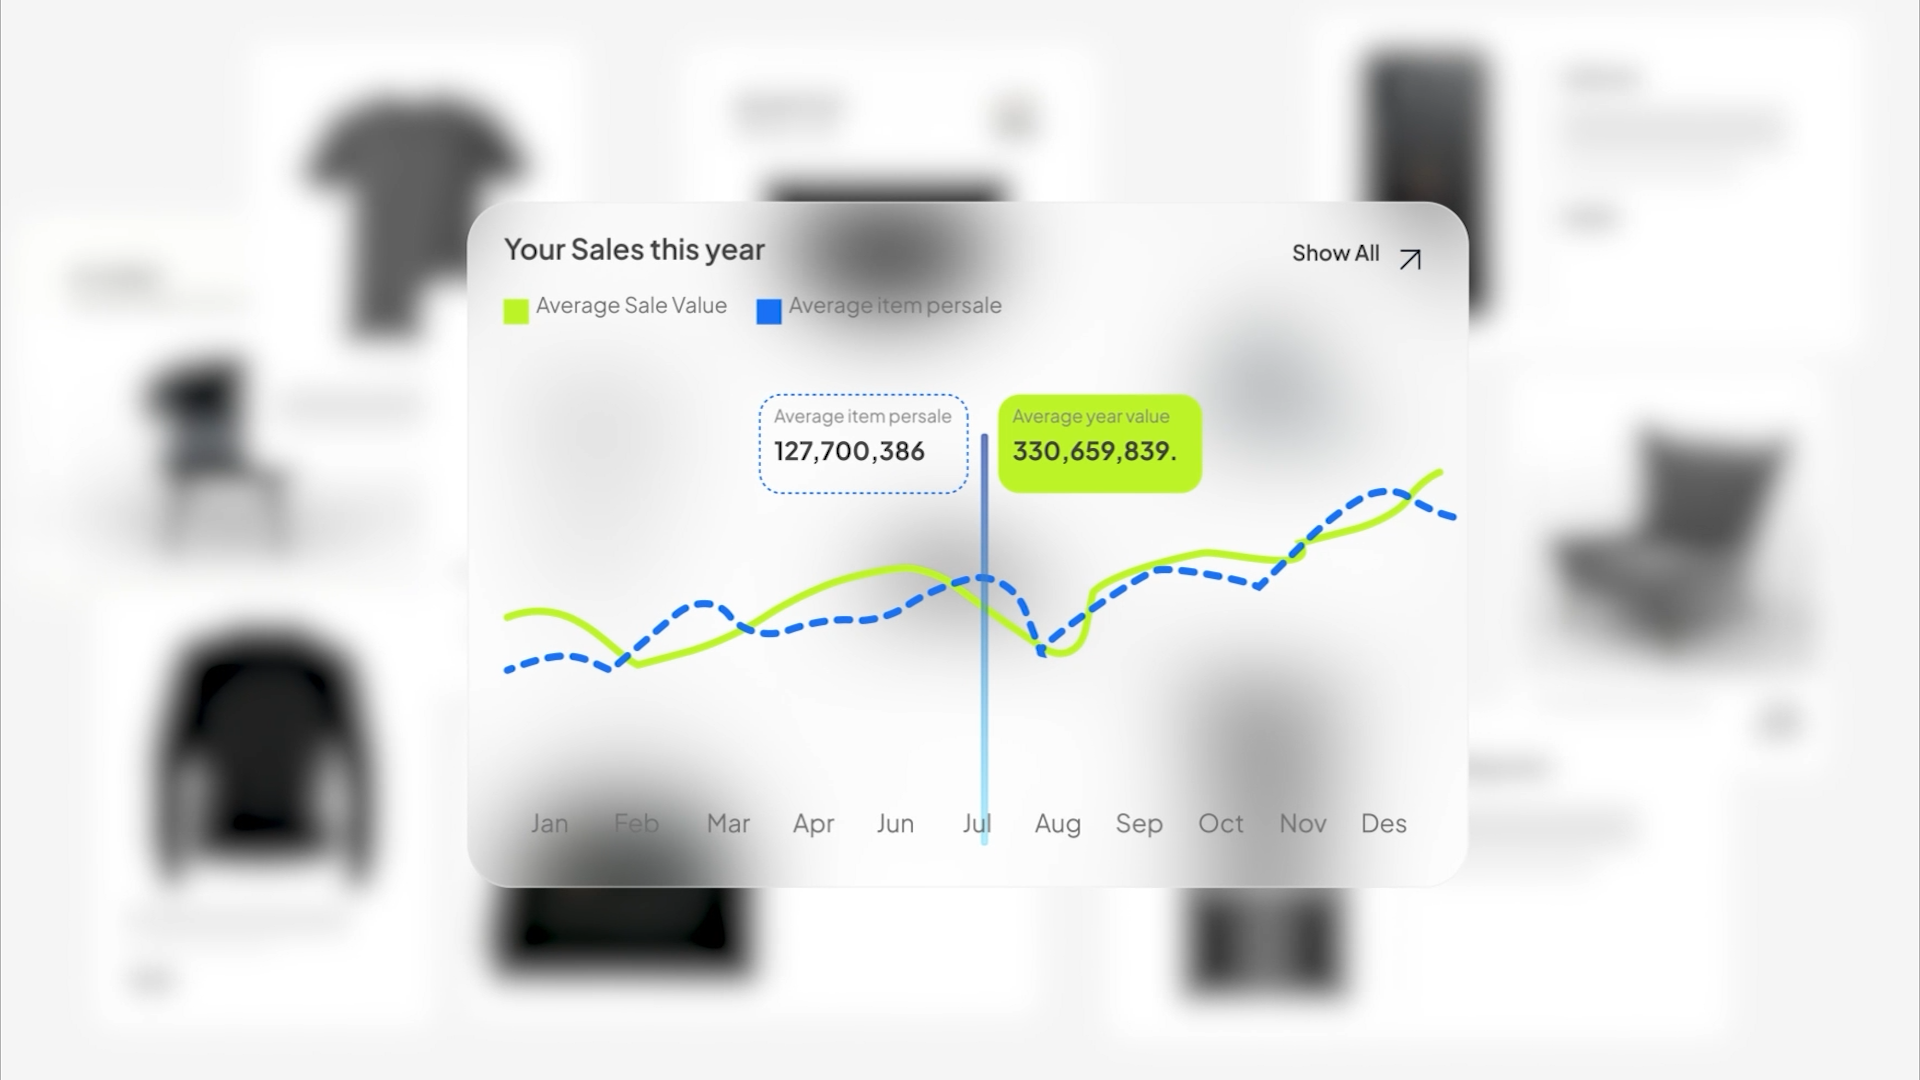 Your Sales this year
Show All
Average Sale Value
Average item persale
Average item persale
127,700,386
Average year value
330,659,839.
Jan Feb Mar Apr Jun Jul Aug Sep Oct Nov Des